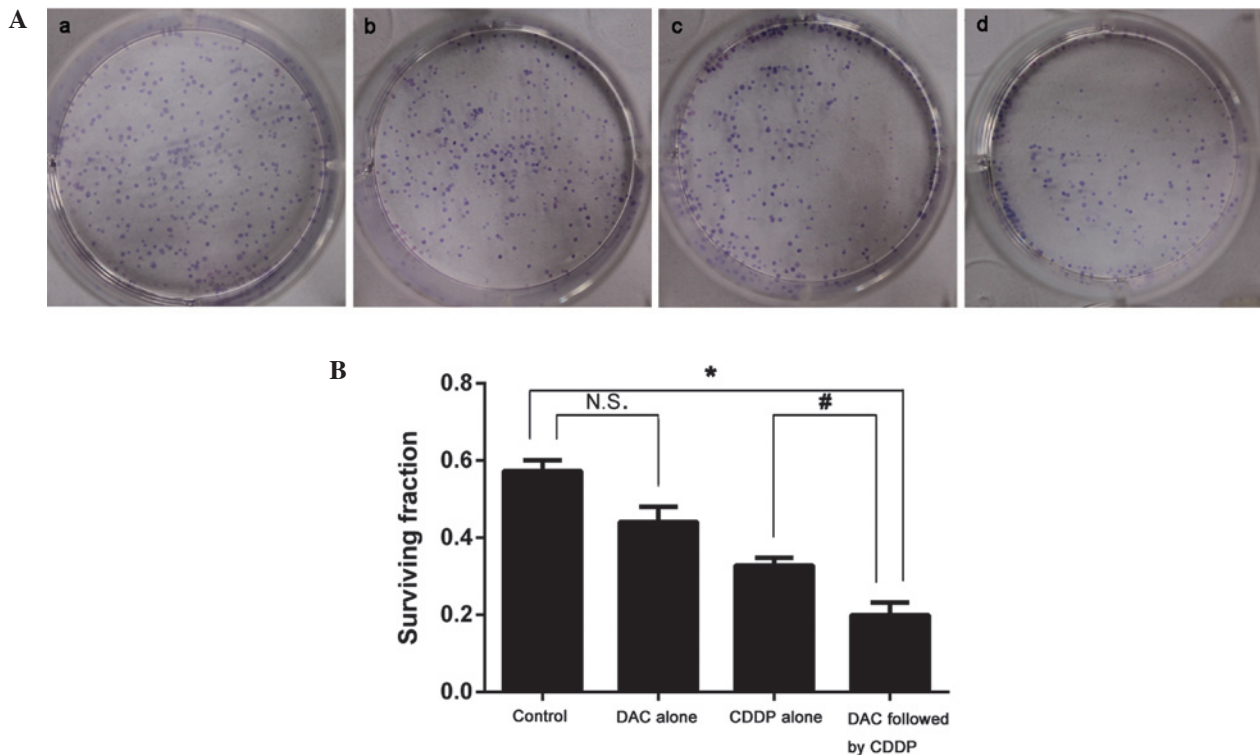 A
a
b
c
d
B
*
N.S.
#
0.8
0.6
0.4
0.2
0.0
Surviving fraction
Control
DAC alone
CDDP alone
DAC followed
by CDDP